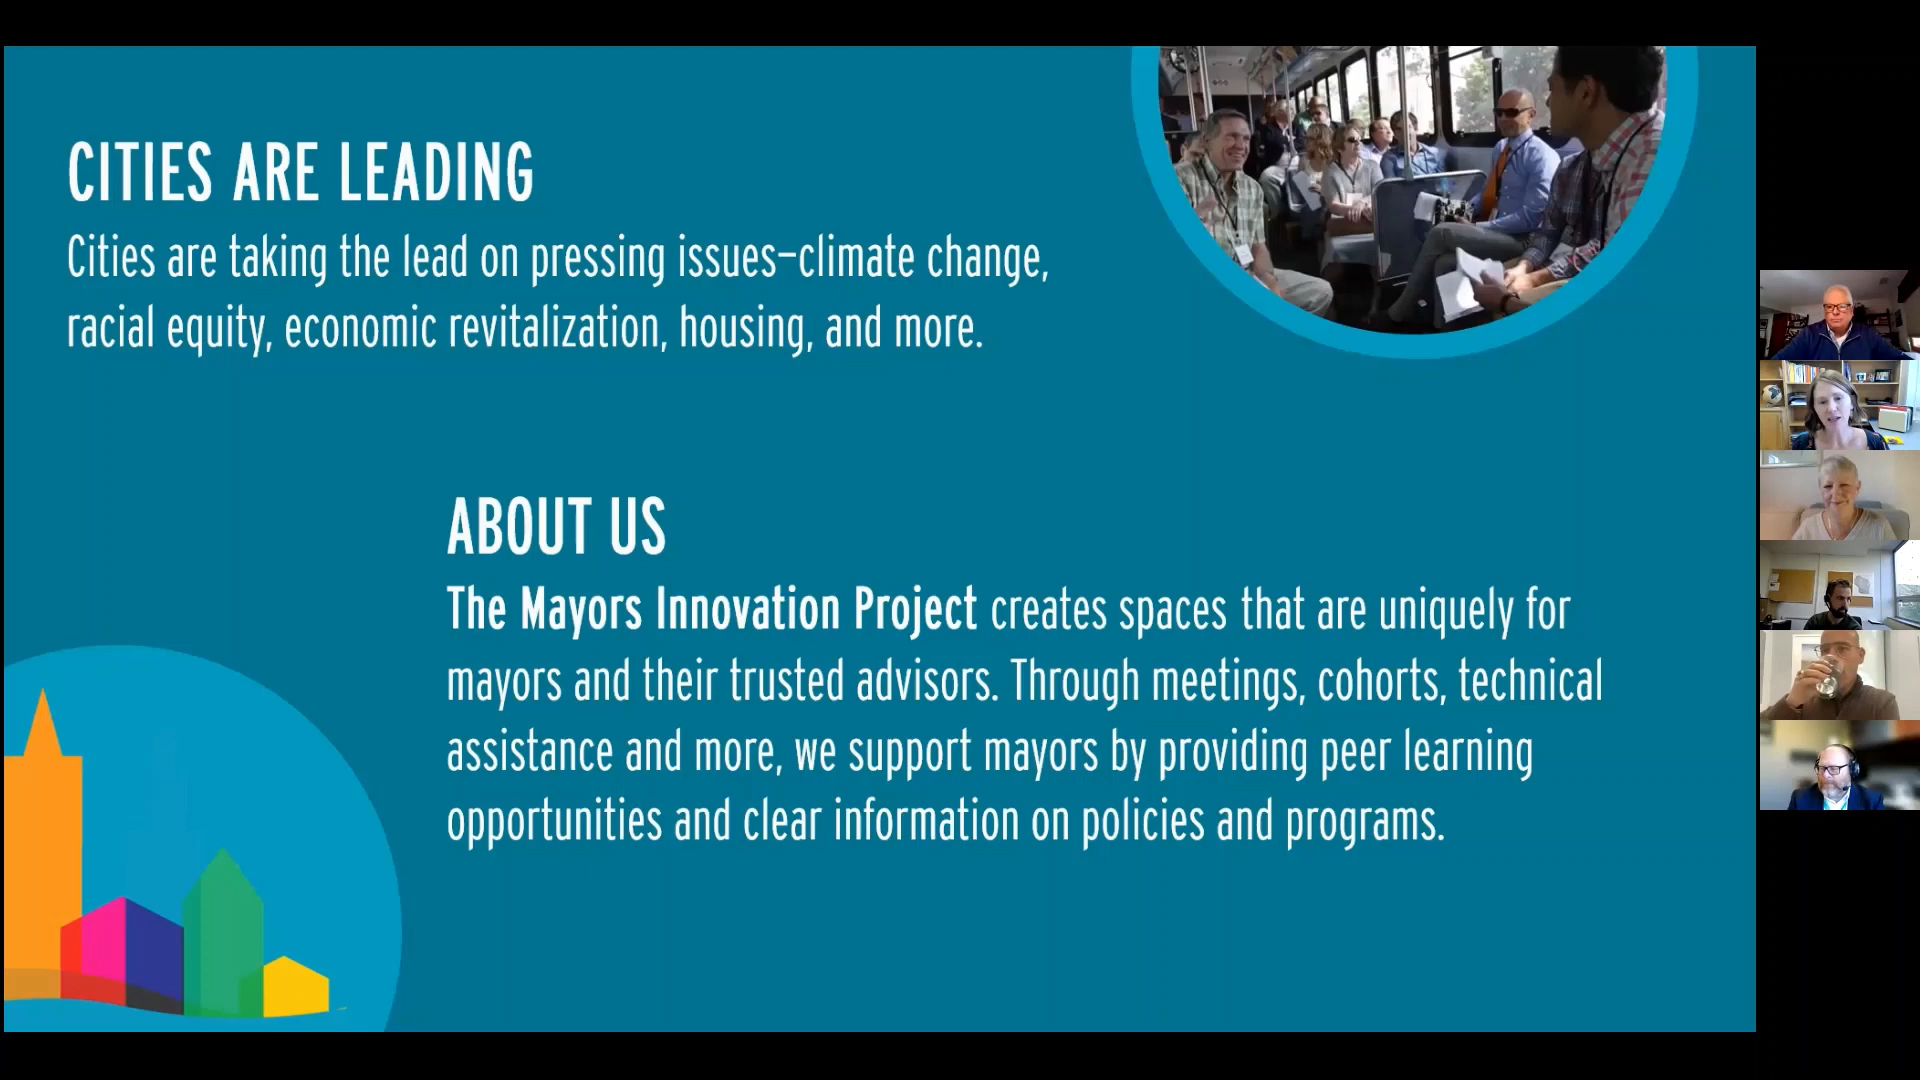 CITIES ARE LEADING
Cities are taking the lead on pressing issues–climate change,
racial equity, economic revitalization, housing, and more.
ABOUT US
The Mayors Innovation Project creates spaces that are uniquely for
mayors and their trusted advisors. Through meetings, cohorts, technical
assistance and more, we support mayors by providing peer learning
opportunities and clear information on policies and programs.